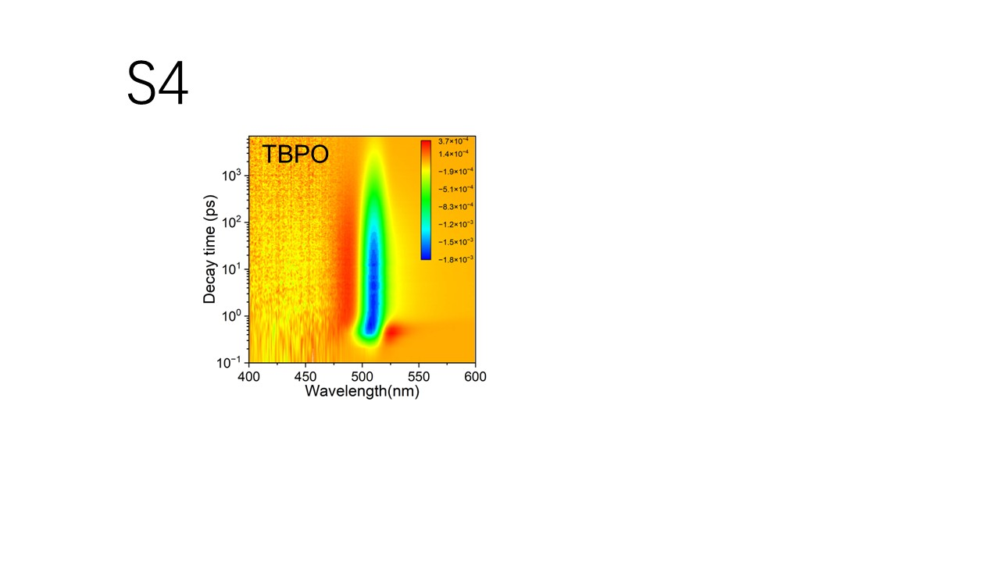 S4
TBPO
3.7×10⁻⁴
1.4×10⁻⁴
−1.9×10⁻⁴
−5.1×10⁻⁴
−8.3×10⁻⁴
−1.2×10⁻³
−1.5×10⁻³
−1.8×10⁻³
Decay time (ps)
10³
10²
10¹
10⁰
10⁻¹
400 450 500 550 600
Wavelength(nm)